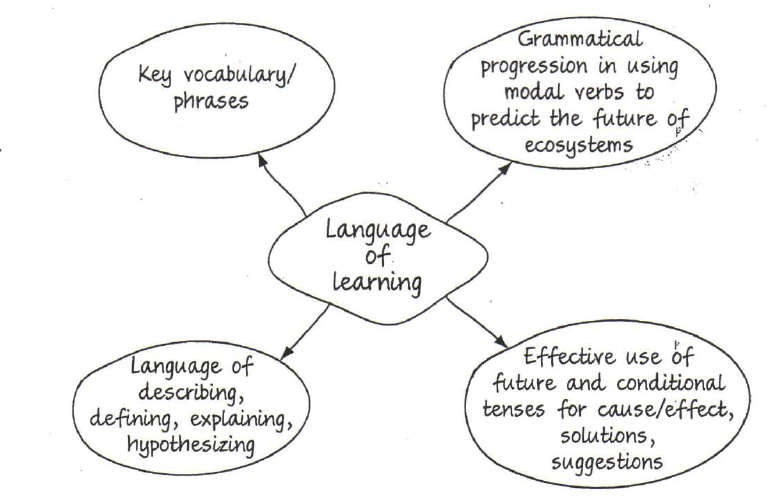 Key vocabulary/
phrases
Grammatical
progression in using
modal verbs to
predict the future of
ecosystems
Language
of
learning
Language of
describing,
defining, explaining,
hypothesizing
Effective use of
future and conditional
tenses for cause/effect,
solutions,
suggestions